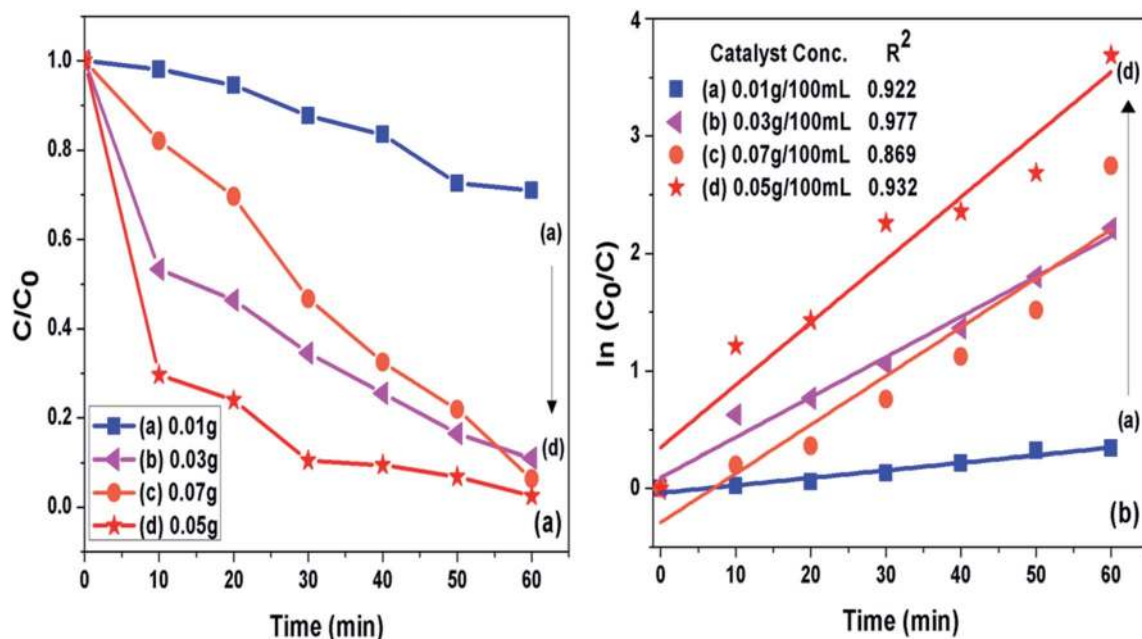 C/C0
1.0
0.8
0.6
0.4
0.2
0.0
(a)
(d)
(a) 0.01g
(b) 0.03g
(c) 0.07g
(d) 0.05g
(a)
0 10 20 30 40 50 60
Time (min)
ln (C0/C)
4
3
2
1
0
Catalyst Conc. R²
(a) 0.01g/100mL 0.922
(b) 0.03g/100mL 0.977
(c) 0.07g/100mL 0.869
(d) 0.05g/100mL 0.932
(d)
(a)
(b)
0 10 20 30 40 50 60
Time (min)